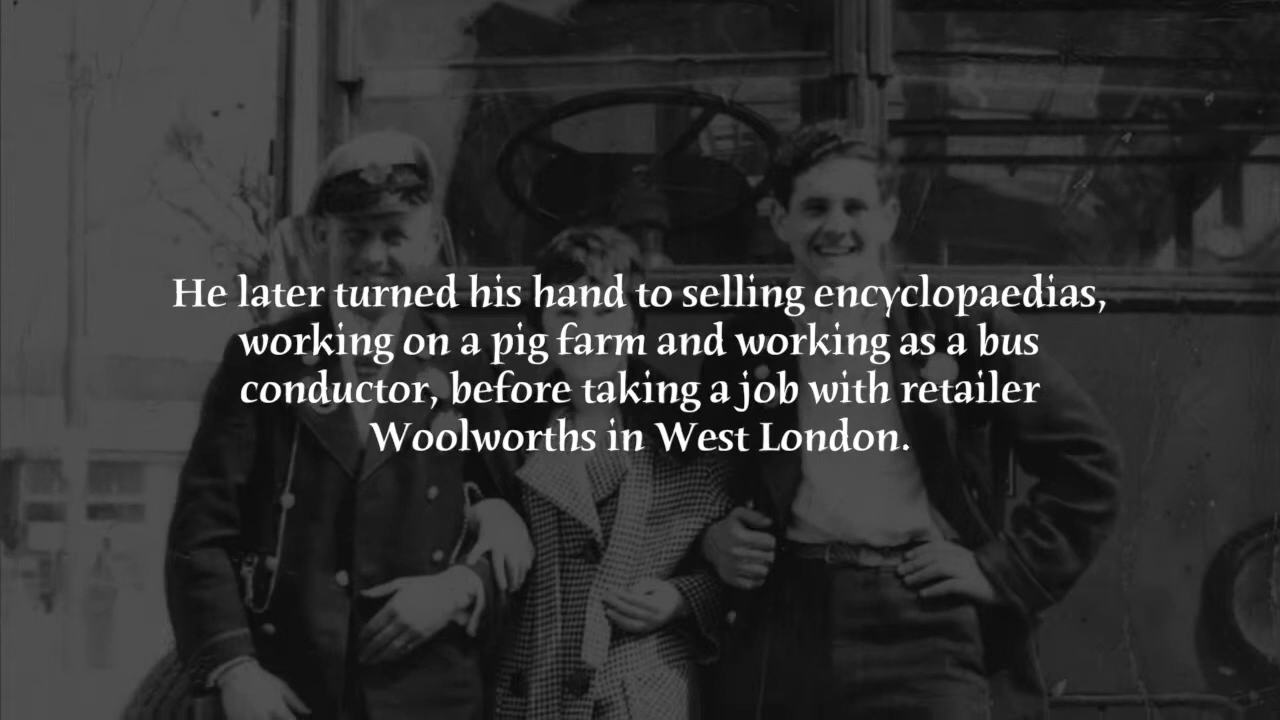 He later turned his hand to selling encyclopaedias,
working on a pig farm and working as a bus
conductor, before taking a job with retailer
Woolworths in West London.